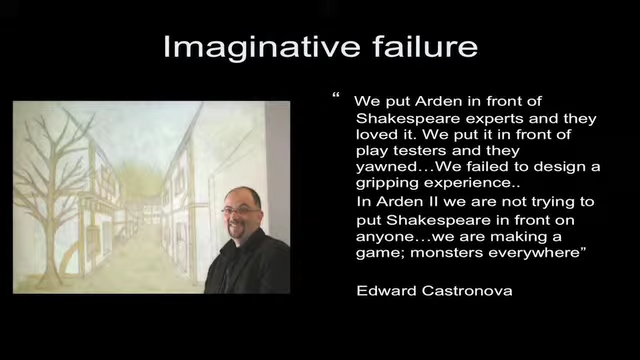 Imaginative failure
“ We put Arden in front of
Shakespeare experts and they
loved it. We put it in front of
play testers and they
yawned…We failed to design a
gripping experience..
In Arden II we are not trying to
put Shakespeare in front on
anyone…we are making a
game; monsters everywhere”
Edward Castronova